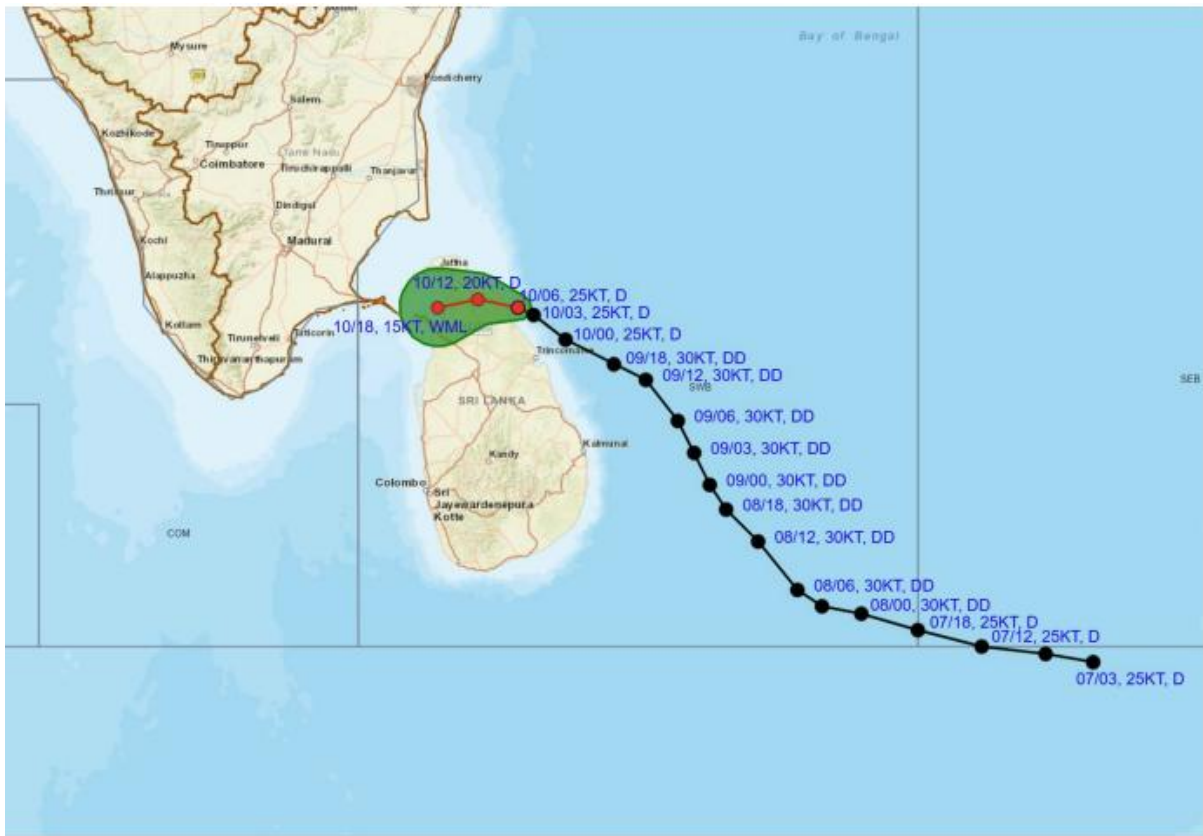 Bay of Bengal
Mysure
Pondicherry
Salem
Kozhikode
Tiruppur
Coimbatore
Tamil Nadu
Tiruchirappalli
Thanjavur
Thrissur
Dindigul
Kochi
Madurai
Alappuzha
Jaffna
10/12, 20KT, D
10/06, 25KT, D
10/03, 25KT, D
10/18, 15KT, WML
Kollam
Tuticorin
Tirunelveli
10/00, 25KT, D
Trincomalee
Thiruvananthapuram
09/18, 30KT, DD
09/12, 30KT, DD
SWB
SEB
SRI LANKA
09/06, 30KT, DD
Kalmunai
09/03, 30KT, DD
Kandy
Colombo
Sri
Jayewardenepura
Kotte
09/00, 30KT, DD
08/18, 30KT, DD
COM
08/12, 30KT, DD
08/06, 30KT, DD
08/00, 30KT, DD
07/18, 25KT, D
07/12, 25KT, D
07/03, 25KT, D